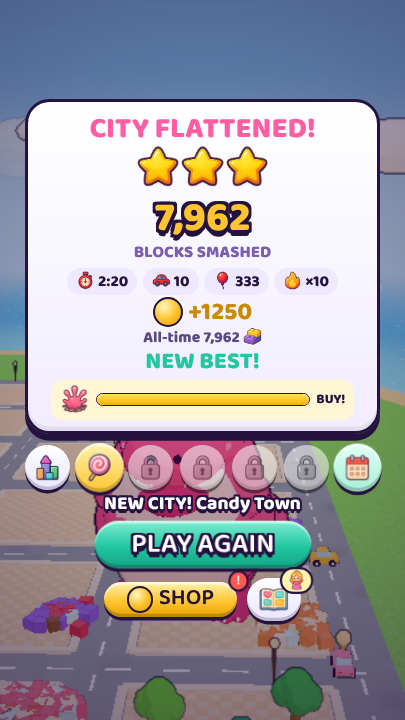 CITY FLATTENED!
7,962
BLOCKS SMASHED
2:20 10 333 ×10
+1250
All-time 7,962
NEW BEST!
BUY!
NEW CITY! Candy Town
PLAY AGAIN
SHOP !